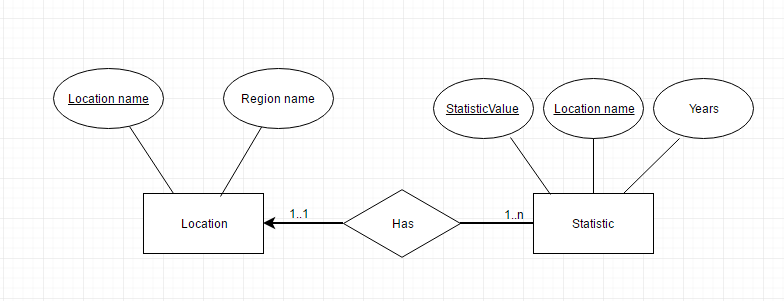 Location name
Region name
StatisticValue
Location name
Years
Location
1..1
Has
1..n
Statistic